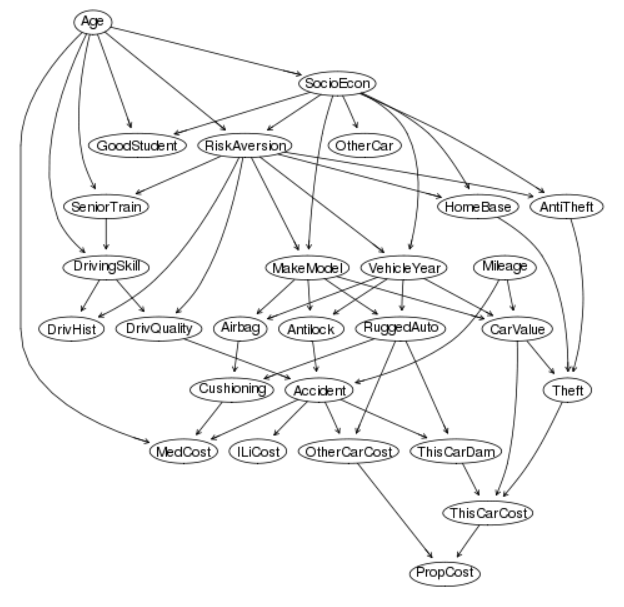 Age
SocioEcon
GoodStudent RiskAversion OtherCar
SeniorTrain HomeBase AntiTheft
DrivingSkill MakeModel VehicleYear Mileage
DrivHist DrivQuality Airbag Antilock RuggedAuto CarValue
Cushioning Accident Theft
MedCost ILiCost OtherCarCost ThisCarDam
ThisCarCost
PropCost